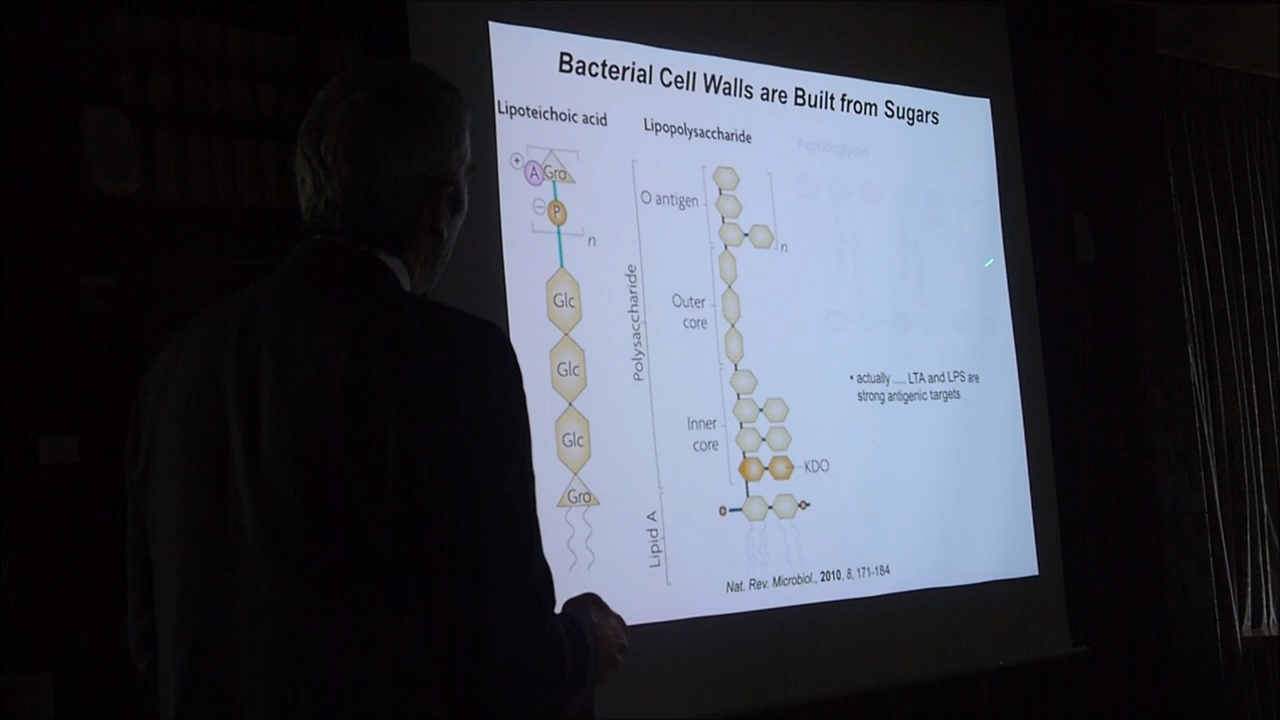 Bacterial Cell Walls are Built from Sugars
Lipoteichoic acid
Lipopolysaccharide
Peptidoglycan
+
A
Gro
−
P
n
Glc
Glc
Glc
Gro
Polysaccharide
Lipid A
O antigen
n
Outer
core
Inner
core
KDO
• actually ..... LTA and LPS are
strong antigenic targets
Nat. Rev. Microbiol., 2010, 8, 171-184